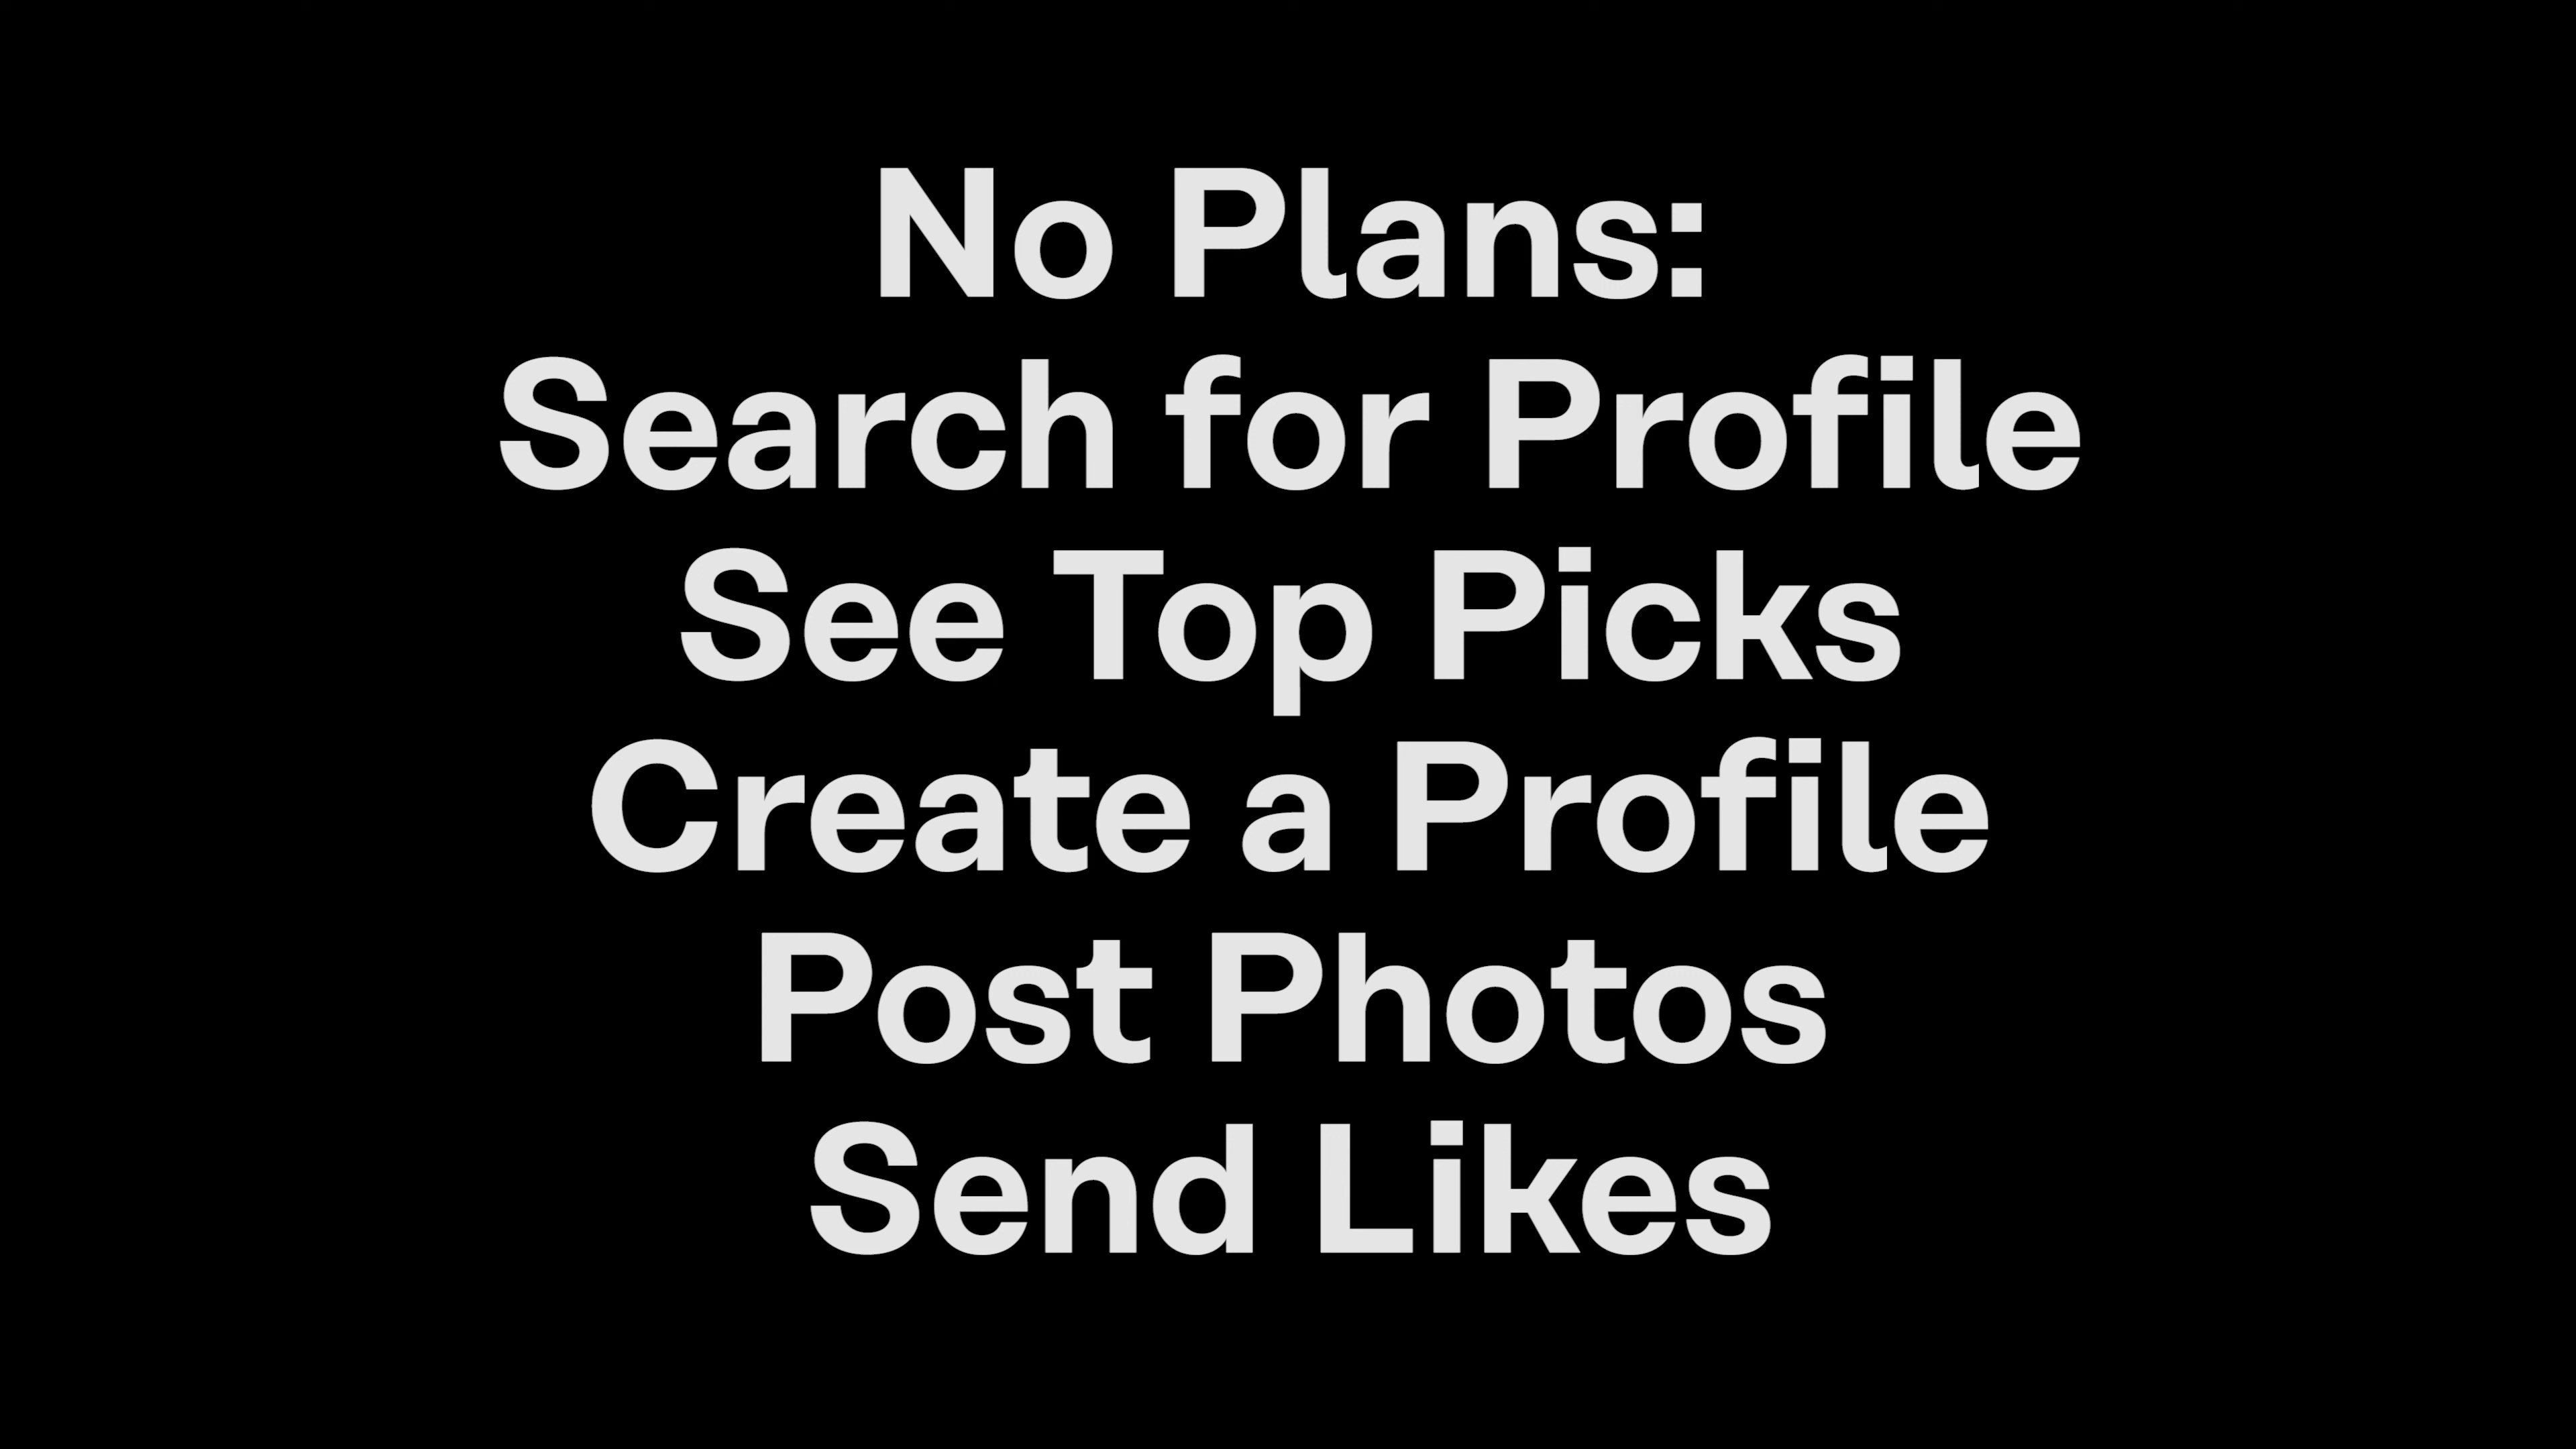 No Plans:
Search for Profile
See Top Picks
Create a Profile
Post Photos
Send Likes